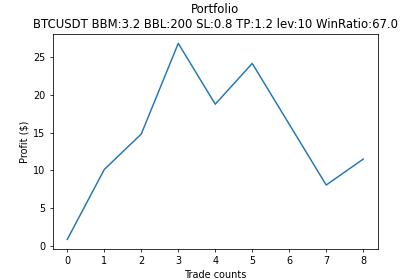 Portfolio
BTCUSDT BBM:3.2 BBL:200 SL:0.8 TP:1.2 lev:10 WinRatio:67.0
25
20
15
10
5
0
Profit ($)
0 1 2 3 4 5 6 7 8
Trade counts